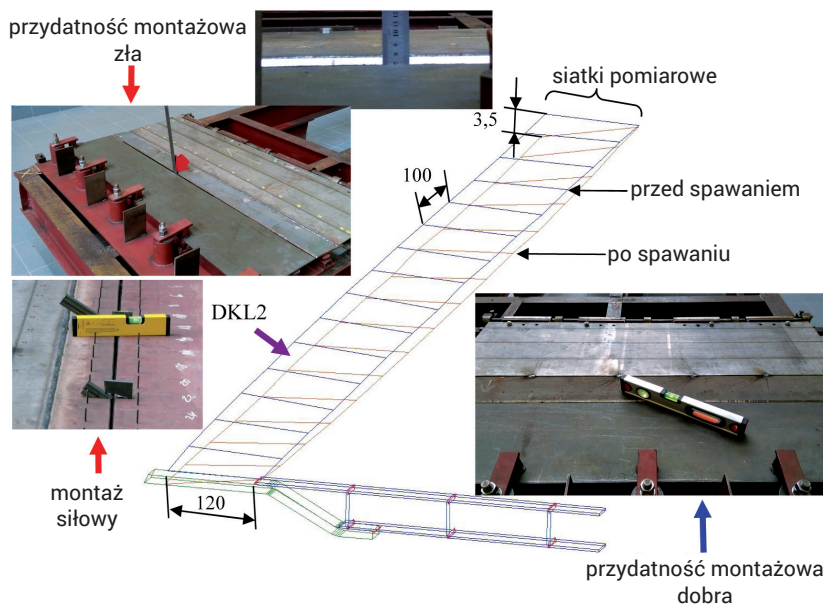 przydatność montażowa
zła
siatki pomiarowe
3,5
100
przed spawaniem
po spawaniu
DKL2
montaż
siłowy
120
przydatność montażowa
dobra